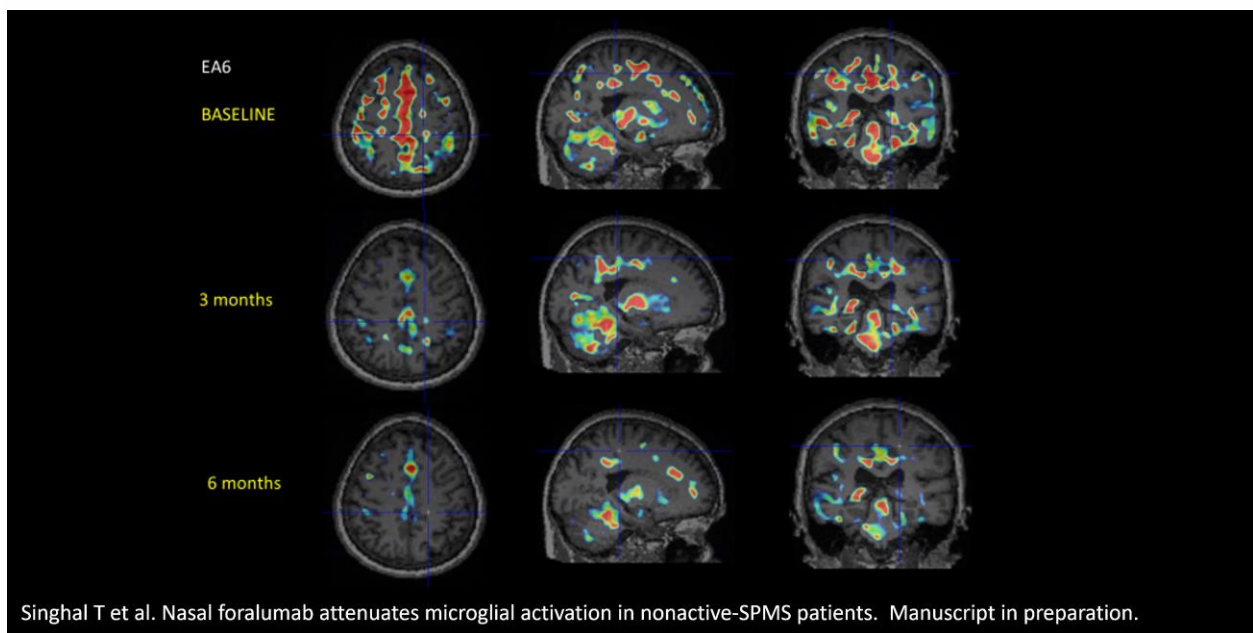 EA6
BASELINE
3 months
6 months
Singhal T et al. Nasal foralumab attenuates microglial activation in nonactive-SPMS patients.  Manuscript in preparation.